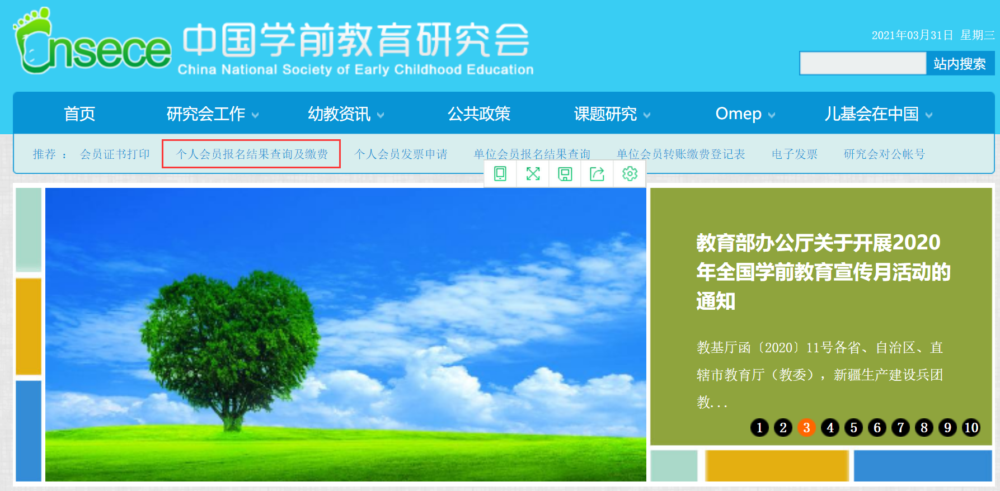 cnsece
中国学前教育研究会
China National Society of Early Childhood Education
2021年03月31日 星期三
站内搜索
首页 研究会工作 幼教资讯 公共政策 课题研究 Omep 儿基会在中国
推荐 : 会员证书打印 个人会员报名结果查询及缴费 个人会员发票申请 单位会员报名结果查询 单位会员转账缴费登记表 电子发票 研究会对公帐号
教育部办公厅关于开展2020
年全国学前教育宣传月活动的
通知
教基厅函〔2020〕11号各省、自治区、直
辖市教育厅（教委），新疆生产建设兵团
教...
1 2 3 4 5 6 7 8 9 10